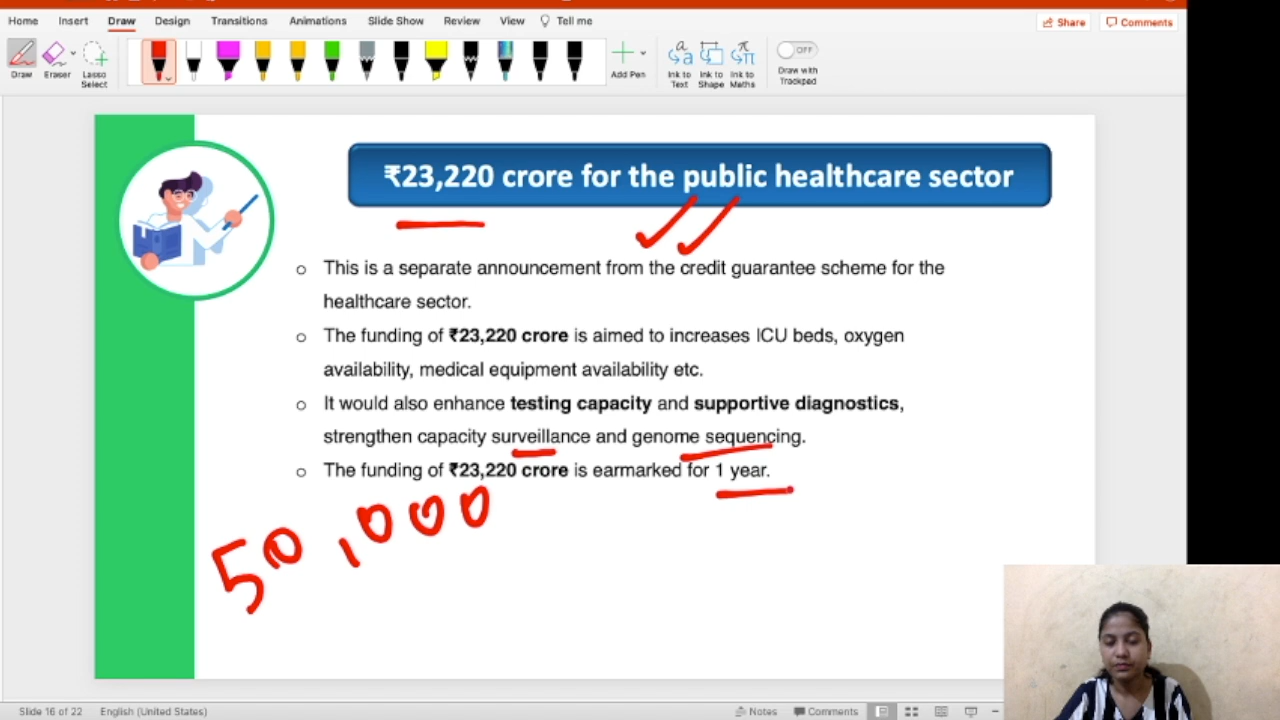 Home Insert Draw Design Transitions Animations Slide Show Review View Tell me Share Comments
Draw Eraser Lasso Select Add Pen Ink to Text Ink to Shape Ink to Maths OFF Draw with Trackpad
₹23,220 crore for the public healthcare sector
This is a separate announcement from the credit guarantee scheme for the
healthcare sector.
The funding of ₹23,220 crore is aimed to increases ICU beds, oxygen
availability, medical equipment availability etc.
It would also enhance testing capacity and supportive diagnostics,
strengthen capacity surveillance and genome sequencing.
The funding of ₹23,220 crore is earmarked for 1 year.
50,000
Slide 16 of 22 English (United States) Notes Comments